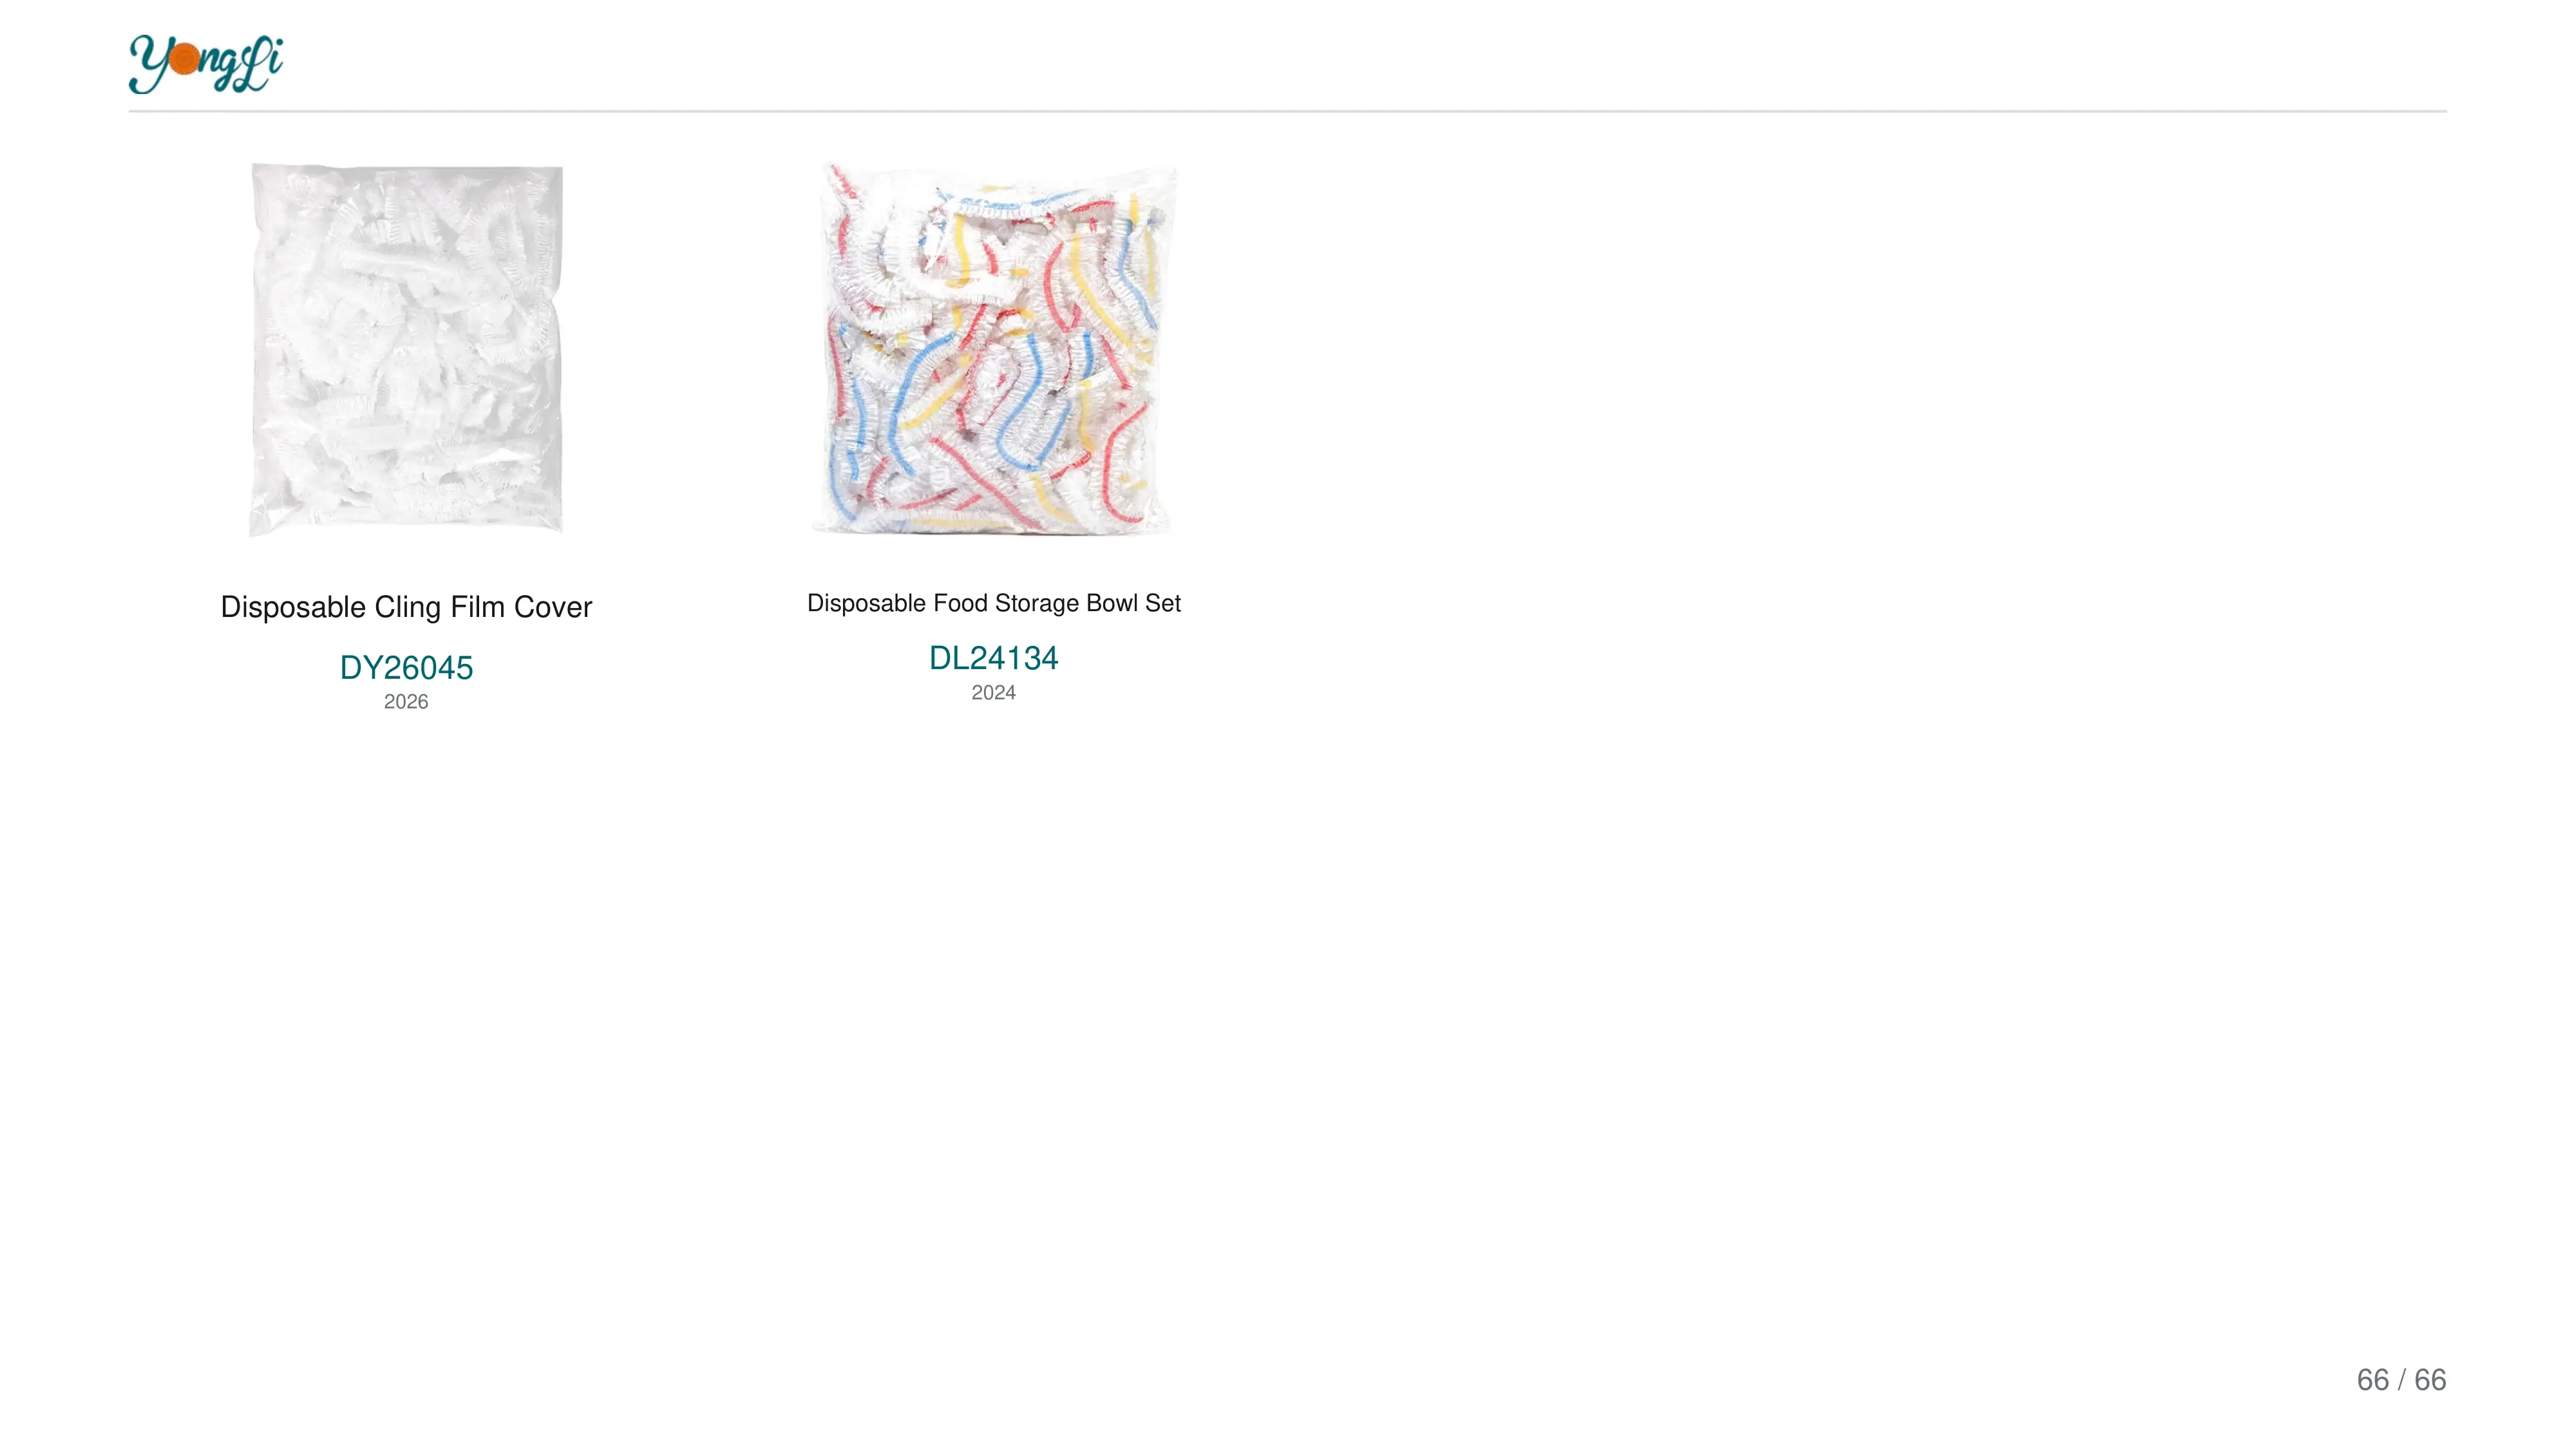 YongLi
Disposable Cling Film Cover
DY26045
2026
Disposable Food Storage Bowl Set
DL24134
2024
66 / 66